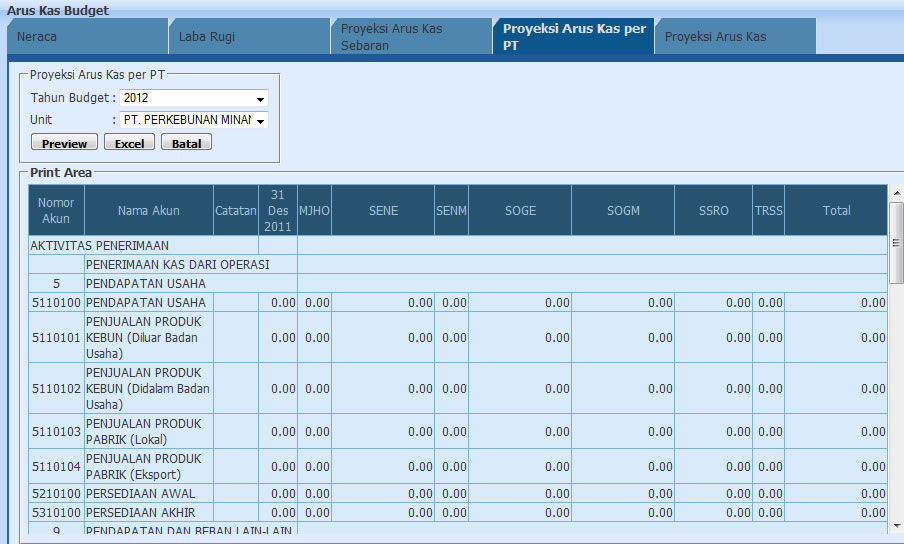 Arus Kas Budget
Neraca
Laba Rugi
Proyeksi Arus Kas
Sebaran
Proyeksi Arus Kas per
PT
Proyeksi Arus Kas
Proyeksi Arus Kas per PT
Tahun Budget : 2012
Unit : PT. PERKEBUNAN
Preview Excel Batal
Print Area
Nomor
Akun
Nama Akun
Catatan
31
Des
2011
MJHO SENE SENM SOGE SOGM SSRO TRSS Total
AKTIVITAS PENERIMAAN
PENERIMAAN KAS DARI OPERASI
5 PENDAPATAN USAHA
5110100 PENDAPATAN USAHA 0.00 0.00 0.00 0.00 0.00 0.00 0.00 0.00 0.00
PENJUALAN PRODUK
5110101 KEBUN (Diluar Badan 0.00 0.00 0.00 0.00 0.00 0.00 0.00 0.00 0.00
Usaha)
PENJUALAN PRODUK
5110102 KEBUN (Didalam Badan 0.00 0.00 0.00 0.00 0.00 0.00 0.00 0.00 0.00
Usaha)
5110103 PENJUALAN PRODUK
PABRIK (Lokal) 0.00 0.00 0.00 0.00 0.00 0.00 0.00 0.00 0.00
5110104 PENJUALAN PRODUK
PABRIK (Eksport) 0.00 0.00 0.00 0.00 0.00 0.00 0.00 0.00 0.00
5210100 PERSEDIAAN AWAL 0.00 0.00 0.00 0.00 0.00 0.00 0.00 0.00 0.00
5310100 PERSEDIAAN AKHIR 0.00 0.00 0.00 0.00 0.00 0.00 0.00 0.00 0.00
9 PENDAPATAN DAN BEBAN LAIN-LAIN